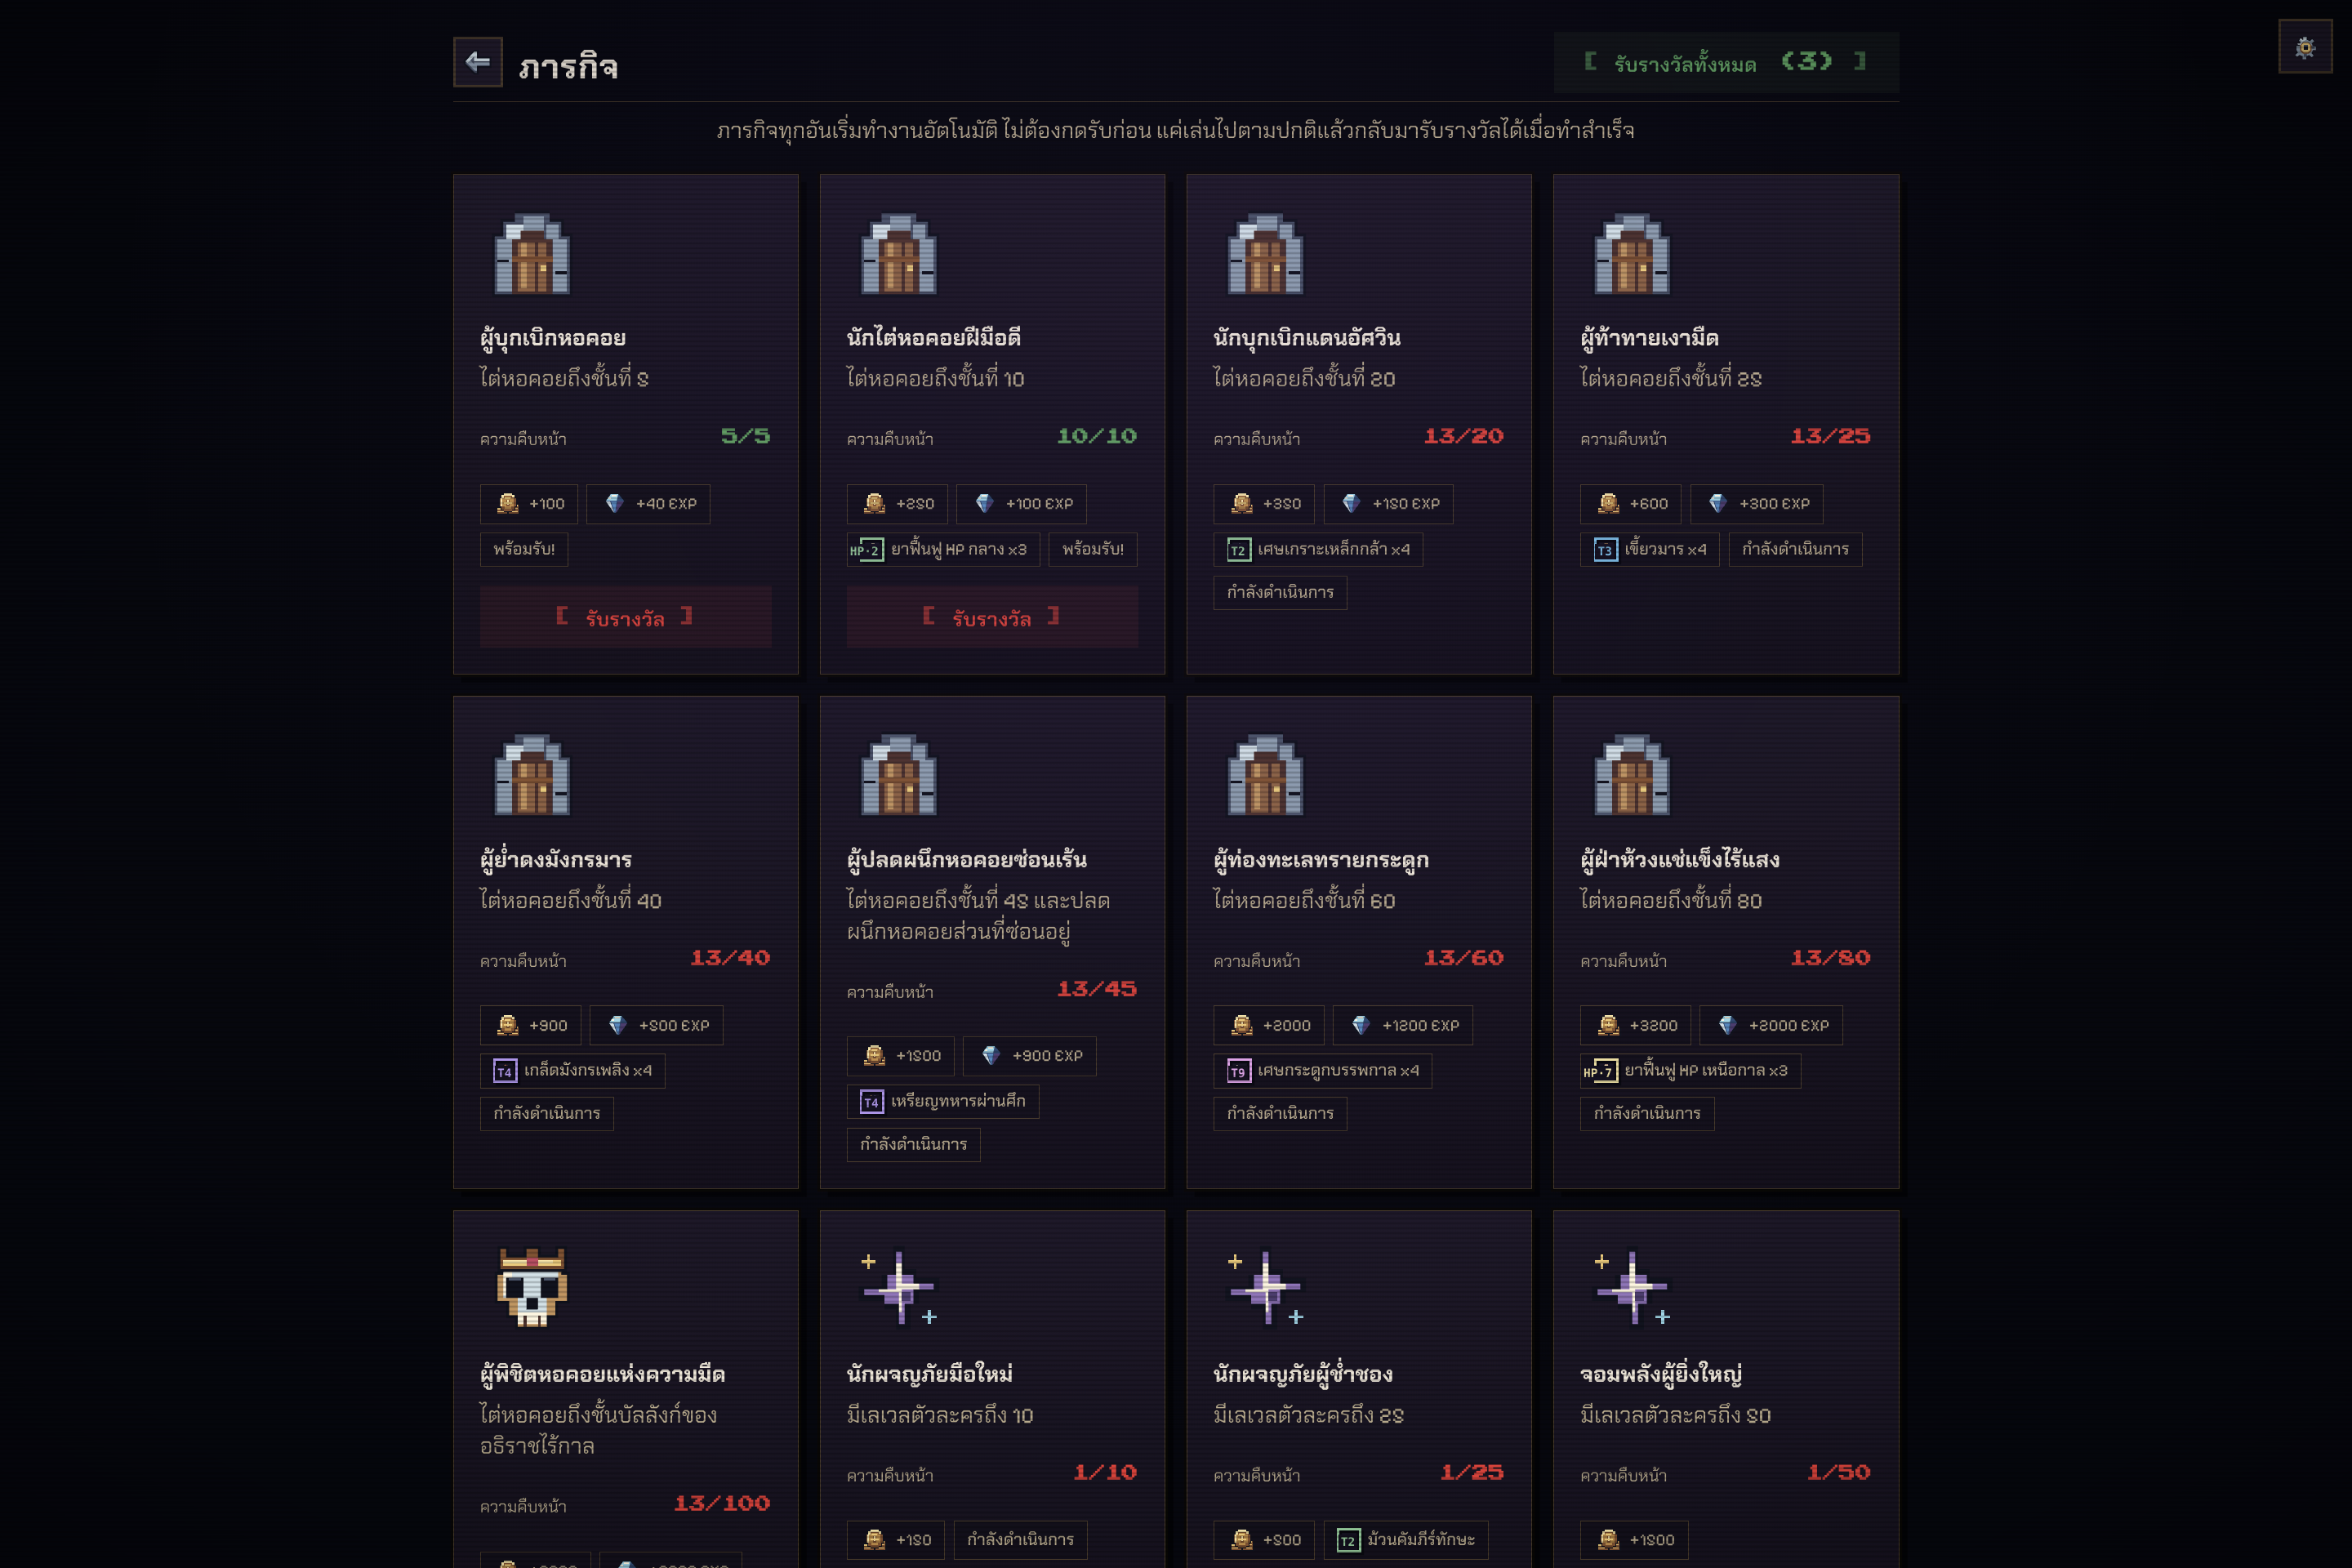 ภารกิจ
[ รับรางวัลทั้งหมด (3) ]
ภารกิจทุกอันเริ่มทำงานอัตโนมัติ ไม่ต้องกดรับก่อน แค่เล่นไปตามปกติแล้วกลับมารับรางวัลได้เมื่อทำสำเร็จ
ผู้บุกเบิกหอคอย
ไต่หอคอยถึงชั้นที่ 5
ความคืบหน้า 5/5
+100 +40 EXP
พร้อมรับ!
[ รับรางวัล ]
นักไต่หอคอยฝีมือดี
ไต่หอคอยถึงชั้นที่ 10
ความคืบหน้า 10/10
+250 +100 EXP
HP·2 ยาฟื้นฟู HP กลาง x3 พร้อมรับ!
[ รับรางวัล ]
นักบุกเบิกแดนอัศวิน
ไต่หอคอยถึงชั้นที่ 20
ความคืบหน้า 13/20
+350 +150 EXP
T2 เศษเกราะเหล็กกล้า x4
กำลังดำเนินการ
ผู้ท้าทายเงามืด
ไต่หอคอยถึงชั้นที่ 25
ความคืบหน้า 13/25
+600 +300 EXP
T3 เขี้ยวมาร x4 กำลังดำเนินการ
ผู้ย่ำดงมังกรมาร
ไต่หอคอยถึงชั้นที่ 40
ความคืบหน้า 13/40
+900 +500 EXP
T4 เกล็ดมังกรเพลิง x4
กำลังดำเนินการ
ผู้ปลดผนึกหอคอยซ่อนเร้น
ไต่หอคอยถึงชั้นที่ 45 และปลด
ผนึกหอคอยส่วนที่ซ่อนอยู่
ความคืบหน้า 13/45
+1500 +900 EXP
T4 เหรียญทหารผ่านศึก
กำลังดำเนินการ
ผู้ท่องทะเลทรายกระดูก
ไต่หอคอยถึงชั้นที่ 60
ความคืบหน้า 13/60
+2000 +1200 EXP
T9 เศษกระดูกบรรพกาล x4
กำลังดำเนินการ
ผู้ฝ่าห้วงแช่แข็งไร้แสง
ไต่หอคอยถึงชั้นที่ 80
ความคืบหน้า 13/80
+3200 +2000 EXP
HP·7 ยาฟื้นฟู HP เหนือกาล x3
กำลังดำเนินการ
ผู้พิชิตหอคอยแห่งความมืด
ไต่หอคอยถึงชั้นบัลลังก์ของ
อธิราชไร้กาล
ความคืบหน้า 13/100
นักผจญภัยมือใหม่
มีเลเวลตัวละครถึง 10
ความคืบหน้า 1/10
+150 กำลังดำเนินการ
นักผจญภัยผู้ช่ำชอง
มีเลเวลตัวละครถึง 25
ความคืบหน้า 1/25
+500 T2 ม้วนคัมภีร์ทักษะ
จอมพลังผู้ยิ่งใหญ่
มีเลเวลตัวละครถึง 50
ความคืบหน้า 1/50
+1500